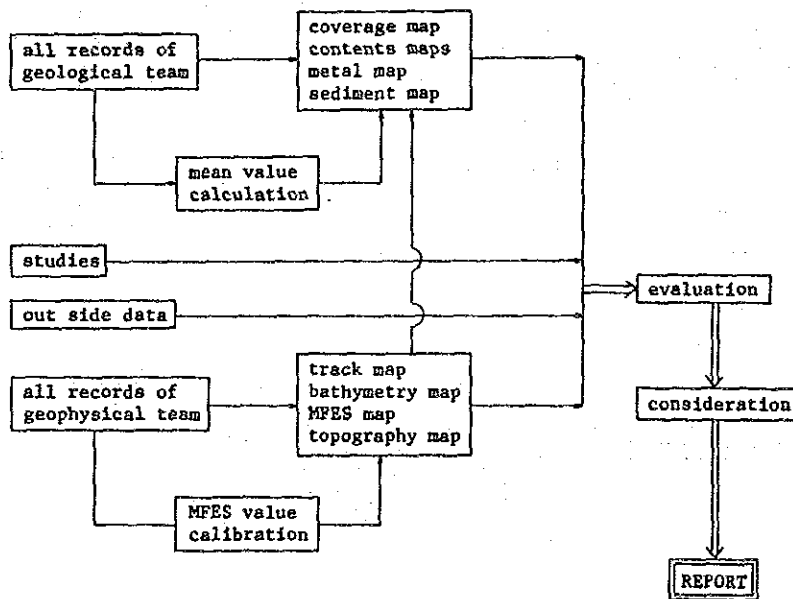 all records of
geological team
coverage map
contents maps
metal map
sediment map
mean value
calculation
studies
out side data
evaluation
all records of
geophysical team
track map
bathymetry map
MFES map
topography map
consideration
MFES value
calibration
REPORT